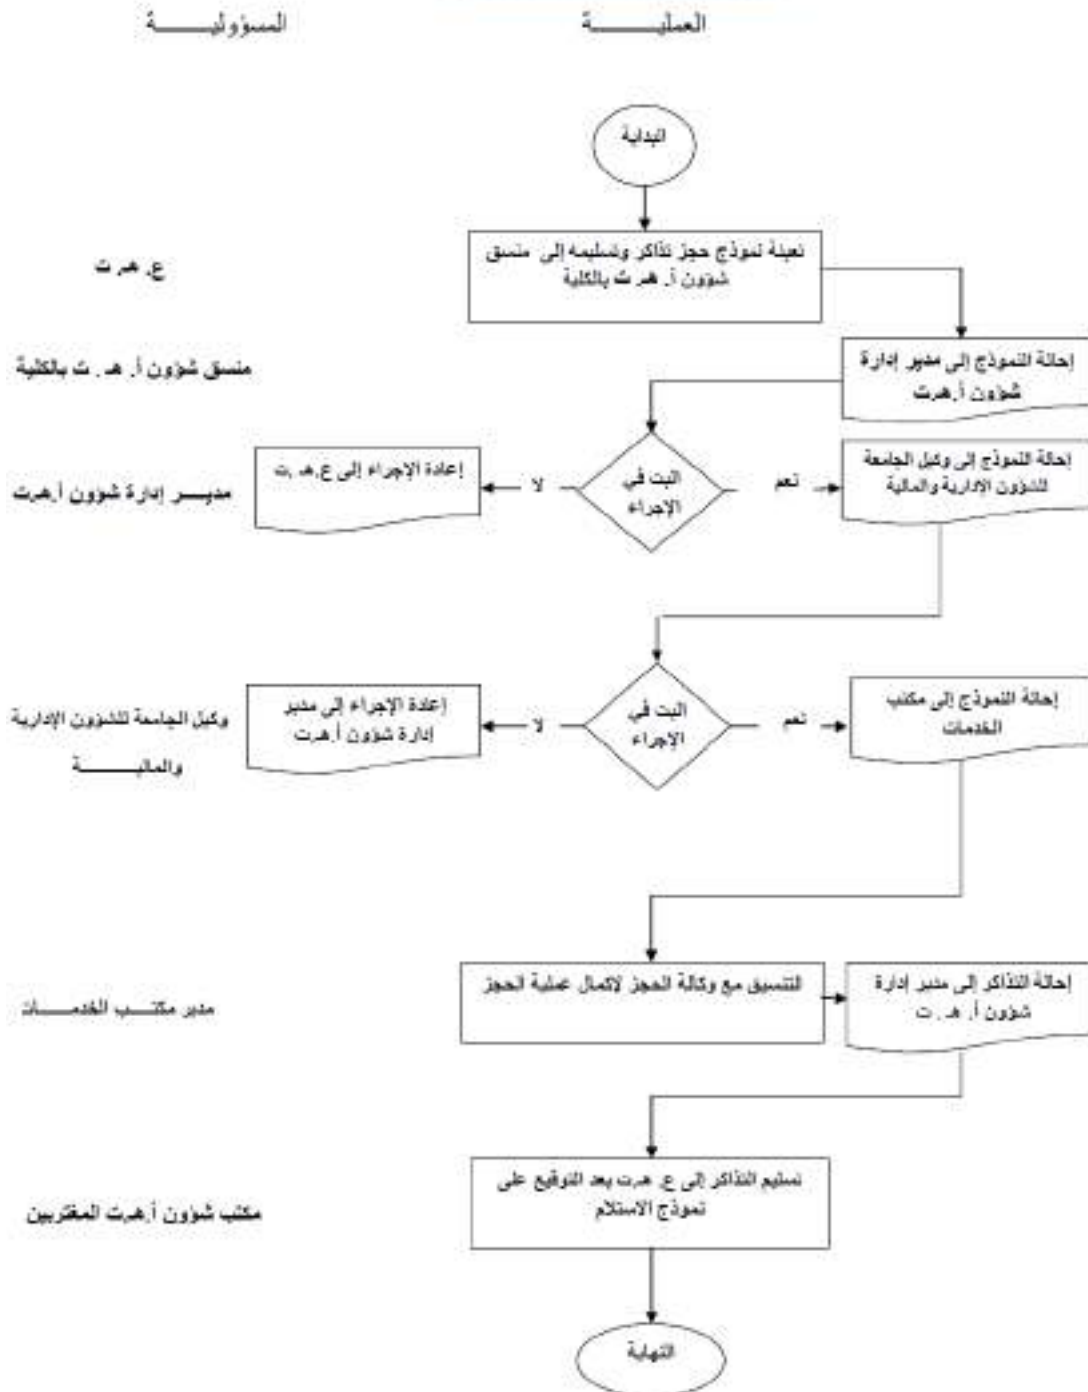 العمليـــــــة
المسؤوليـــــــة
البداية
تعبئة نموذج حجز تذاكر وتسليمه إلى منسق
شؤون أ. هـ.ت بالكلية
ع. هـ.ت
إحالة النموذج إلى مدير إدارة
شؤون أ.هـ.ت
منسق شؤون أ. هـ . ت بالكلية
إحالة النموذج إلى وكيل الجامعة
للشؤون الإدارية والمالية
نعم
البت في
الإجراء
لا
إعادة الإجراء إلى ع.هـ.ت
مديـــر إدارة شؤون أ.هـ.ت
إحالة النموذج إلى مكتب
الخدمات
نعم
البت في
الإجراء
لا
إعادة الإجراء إلى مدير
إدارة شؤون أ.هـ.ت
وكيل الجامعة للشؤون الإدارية
والماليـــــــة
التنسيق مع وكالة الحجز لإكمال عملية الحجز
إحالة التذاكر إلى مدير إدارة
شؤون أ. هـ . ت
مدير مكتـــب الخدمـــات
تسليم التذاكر إلى ع. هـ.ت بعد التوقيع على
نموذج الاستلام
مكتب شؤون أ.هـ.ت المغتربين
النهاية